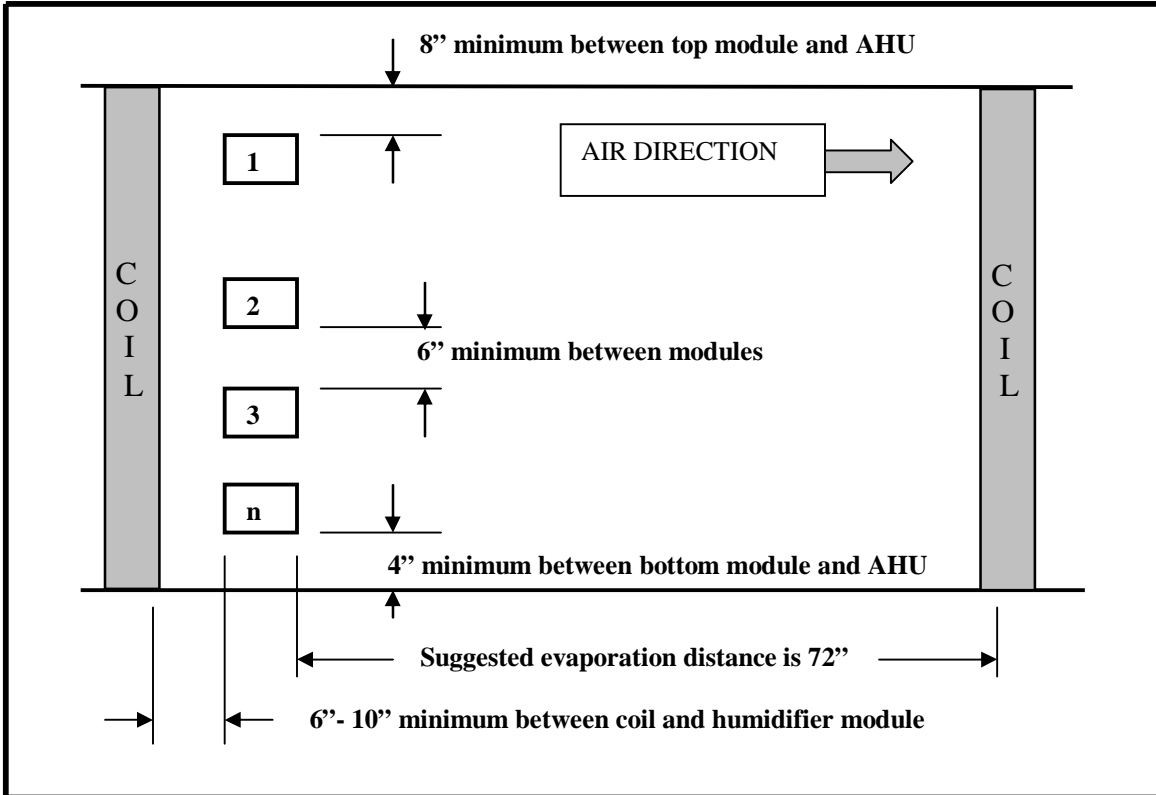 8” minimum between top module and AHU
1
AIR DIRECTION
C
O
I
L
2
6” minimum between modules
3
n
C
O
I
L
4” minimum between bottom module and AHU
Suggested evaporation distance is 72”
6”- 10” minimum between coil and humidifier module